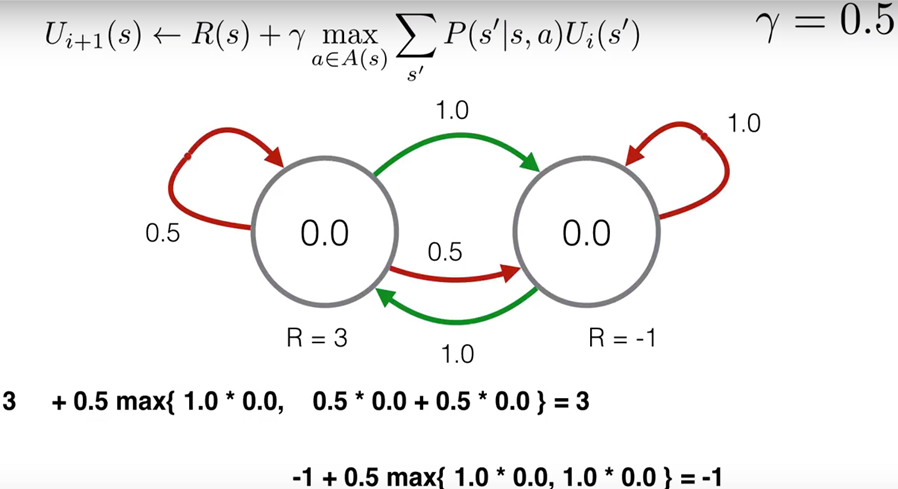 U_{i+1}(s) ← R(s) + γ max_{a∈A(s)} ∑_{s'} P(s'|s, a)U_i(s')
γ = 0.5
1.0
1.0
0.5
0.0
0.5
0.0
R = 3
R = -1
1.0
3 + 0.5 max{ 1.0 * 0.0, 0.5 * 0.0 + 0.5 * 0.0 } = 3
-1 + 0.5 max{ 1.0 * 0.0, 1.0 * 0.0 } = -1